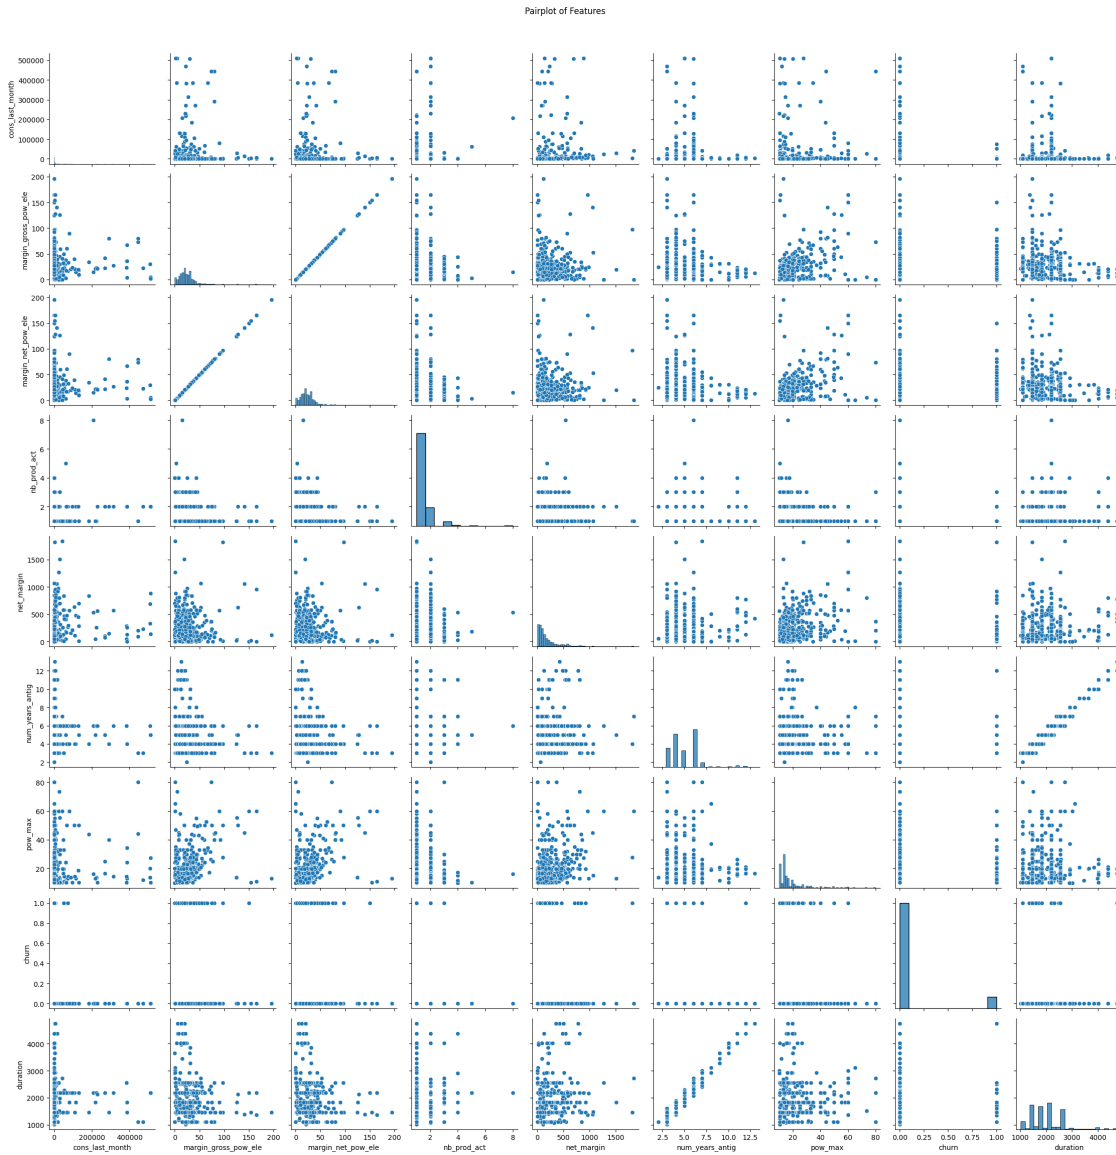 Pairplot of Features
cons_last_month
500000
400000
300000
200000
100000
0
margin_gross_pow_ele
200
150
100
50
0
margin_net_pow_ele
200
150
100
50
0
nb_prod_act
8
6
4
2
net_margin
1500
1000
500
0
num_years_antig
12
10
8
6
4
2
pow_max
80
60
40
20
churn
1.0
0.8
0.6
0.4
0.2
0.0
duration
4000
3000
2000
1000
0 200000 400000
cons_last_month
0 50 100 150 200
margin_gross_pow_ele
0 50 100 150 200
margin_net_pow_ele
2 4 6 8
nb_prod_act
0 500 1000 1500
net_margin
2.5 5.0 7.5 10.0 12.5
num_years_antig
20 40 60 80
pow_max
0.00 0.25 0.50 0.75 1.00
churn
1000 2000 3000 4000
duration